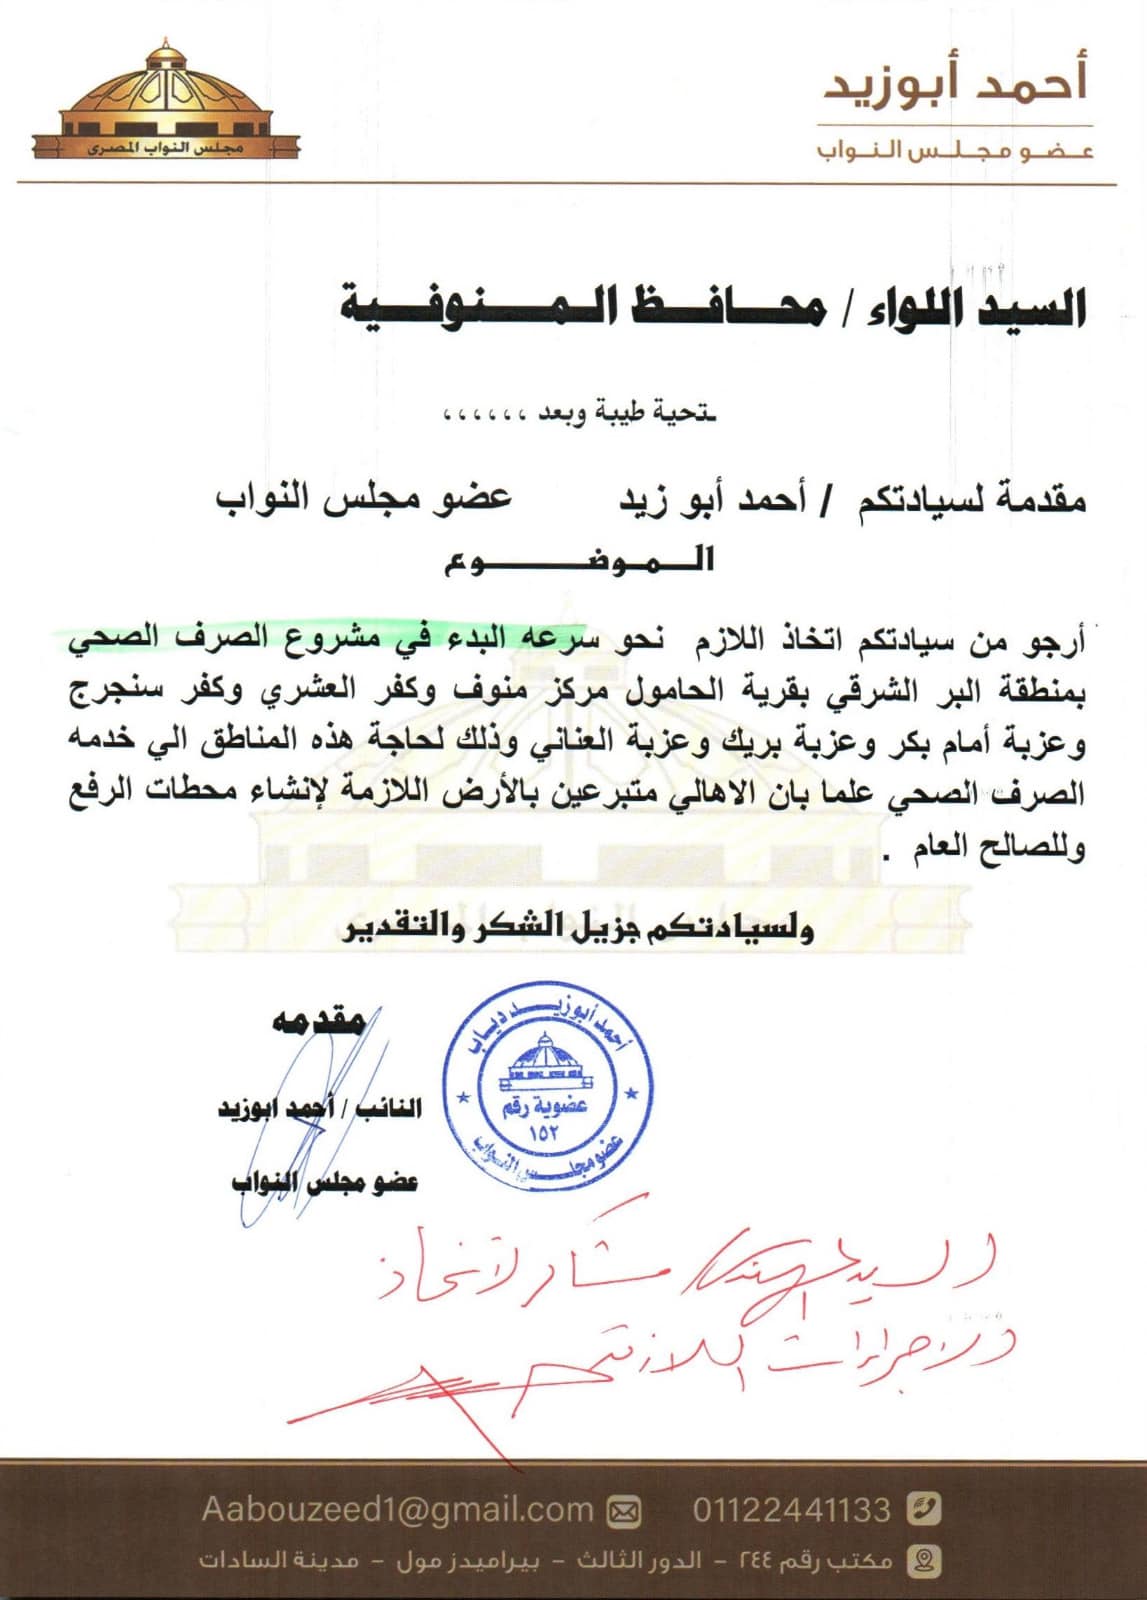 أحمد أبوزيد
عضو مجلس النواب
مجلس النواب المصرى
السيد اللواء / محافظ المنوفية
تحية طيبة وبعد ،،،،،،
مقدمة لسيادتكم / أحمد أبو زيد عضو مجلس النواب
الموضوع
أرجو من سيادتكم اتخاذ اللازم نحو سرعه البدء في مشروع الصرف الصحي
بمنطقة البر الشرقي بقرية الحامول مركز منوف وكفر العشري وكفر سنجرج
وعزبة أمام بكر وعزبة بريك وعزبة العناني وذلك لحاجة هذه المناطق الي خدمه
الصرف الصحي علما بان الاهالي متبرعين بالأرض اللازمة لإنشاء محطات الرفع
وللصالح العام .
ولسيادتكم جزيل الشكر والتقدير
مقدمه
النائب / أحمد ابوزيد
عضو مجلس النواب
أحمد أبوزيد دياب
عضوية رقم
١٥٢
عضو مجلس النواب
السيد المهندس لاتخاذ
الاجراءات اللازمة
01122441133 Aabouzeed1@gmail.com
مكتب رقم ٢٤٤ - الدور الثالث - بيراميدز مول - مدينة السادات